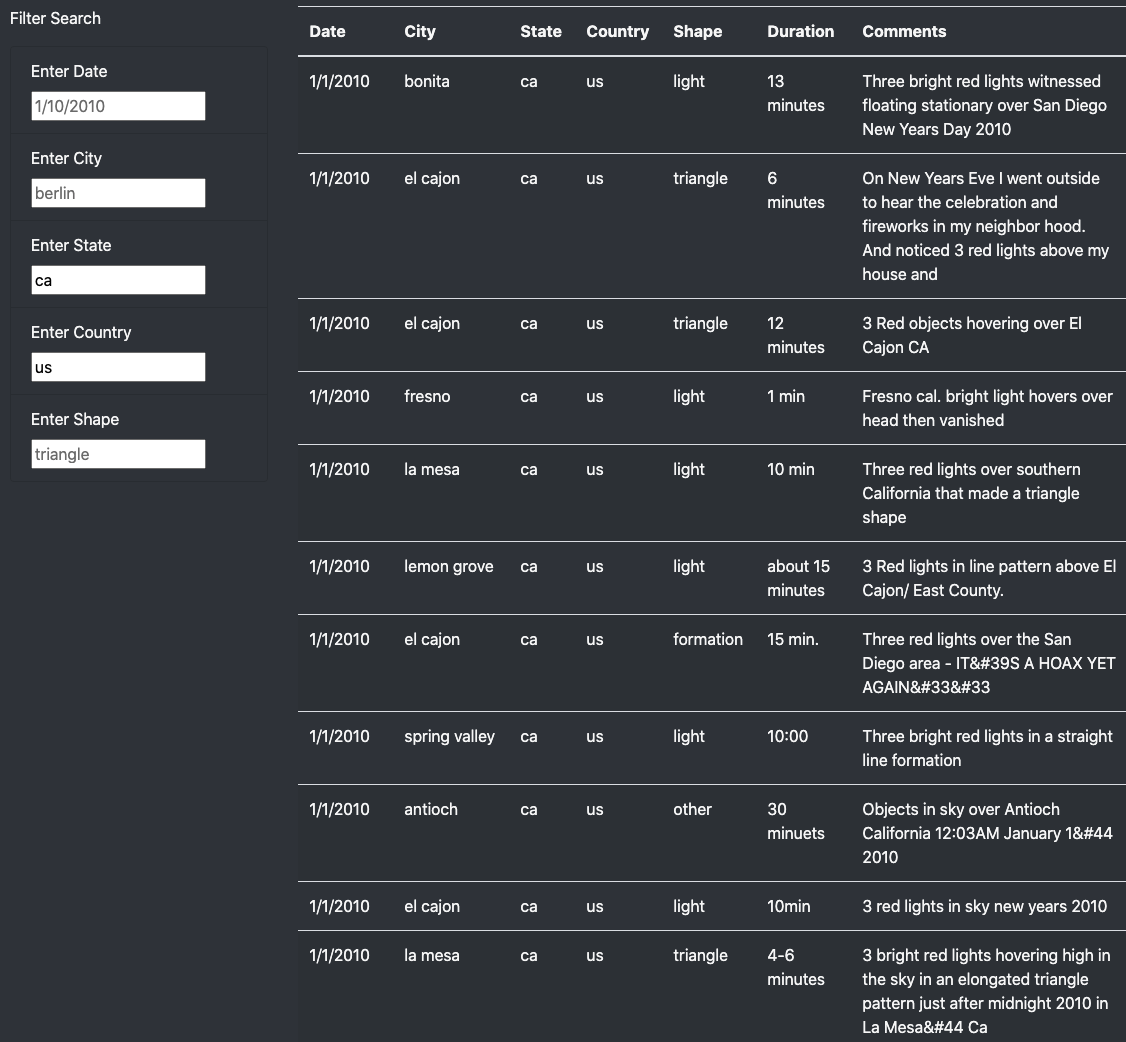 Filter Search
Enter Date
1/10/2010
Enter City
berlin
Enter State
ca
Enter Country
us
Enter Shape
triangle
Date City State Country Shape Duration Comments
1/1/2010 bonita ca us light 13 Three bright red lights witnessed
minutes floating stationary over San Diego
New Years Day 2010
1/1/2010 el cajon ca us triangle 6 On New Years Eve I went outside
minutes to hear the celebration and
fireworks in my neighbor hood.
And noticed 3 red lights above my
house and
1/1/2010 el cajon ca us triangle 12 3 Red objects hovering over El
minutes Cajon CA
1/1/2010 fresno ca us light 1 min Fresno cal. bright light hovers over
head then vanished
1/1/2010 la mesa ca us light 10 min Three red lights over southern
California that made a triangle
shape
1/1/2010 lemon grove ca us light about 15 3 Red lights in line pattern above El
minutes Cajon/ East County.
1/1/2010 el cajon ca us formation 15 min. Three red lights over the San
Diego area - IT&#39S A HOAX YET
AGAIN&#33&#33
1/1/2010 spring valley ca us light 10:00 Three bright red lights in a straight
line formation
1/1/2010 antioch ca us other 30 Objects in sky over Antioch
minuets California 12:03AM January 1&#44
2010
1/1/2010 el cajon ca us light 10min 3 red lights in sky new years 2010
1/1/2010 la mesa ca us triangle 4-6 3 bright red lights hovering high in
minutes the sky in an elongated triangle
pattern just after midnight 2010 in
La Mesa&#44 Ca